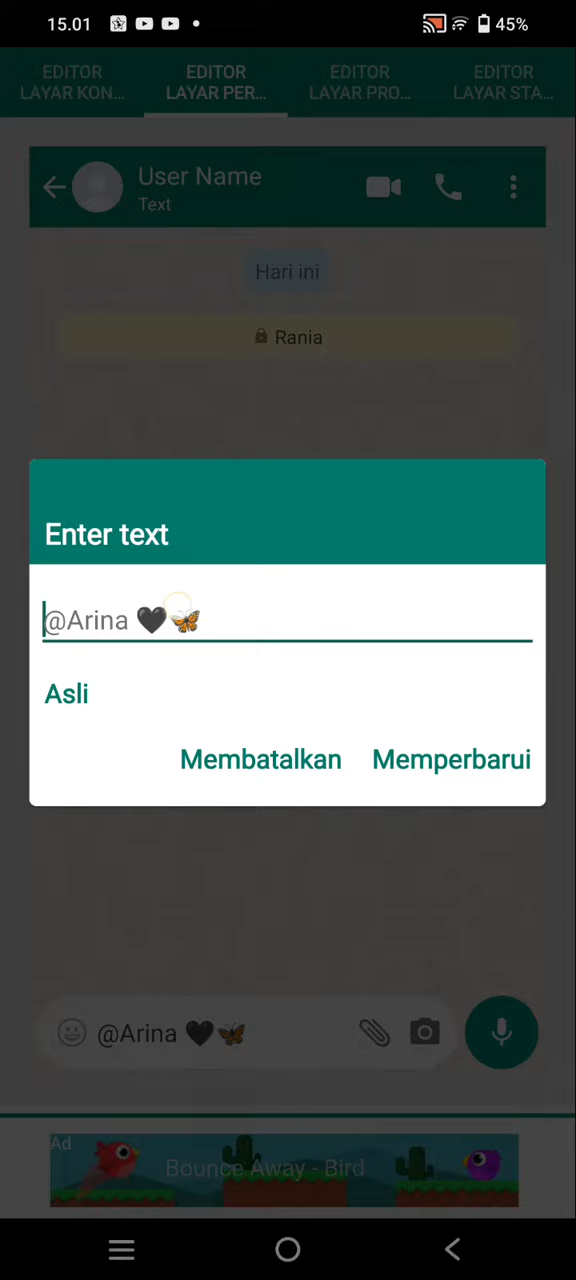 15.01
45%
EDITOR
LAYAR KON...
EDITOR
LAYAR PER...
EDITOR
LAYAR PRO...
EDITOR
LAYAR STA...
User Name
Text
Hari ini
🔒 Rania
Enter text
@Arina 🖤🦋
Asli
Membatalkan
Memperbarui
@Arina 🖤🦋
Ad
Bounce Away - Bird